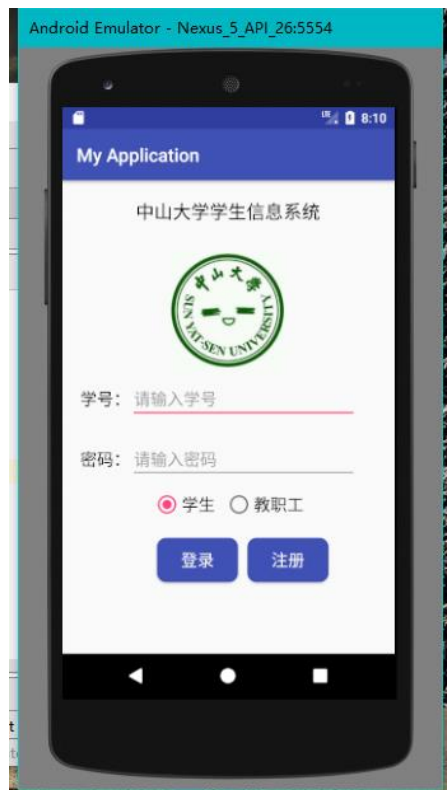 Android Emulator - Nexus_5_API_26:5554
LTE 8:10
My Application
中山大学学生信息系统
中山大學
SUN YAT-SEN UNIVERSITY
学号： 请输入学号
密码： 请输入密码
学生 教职工
登录 注册